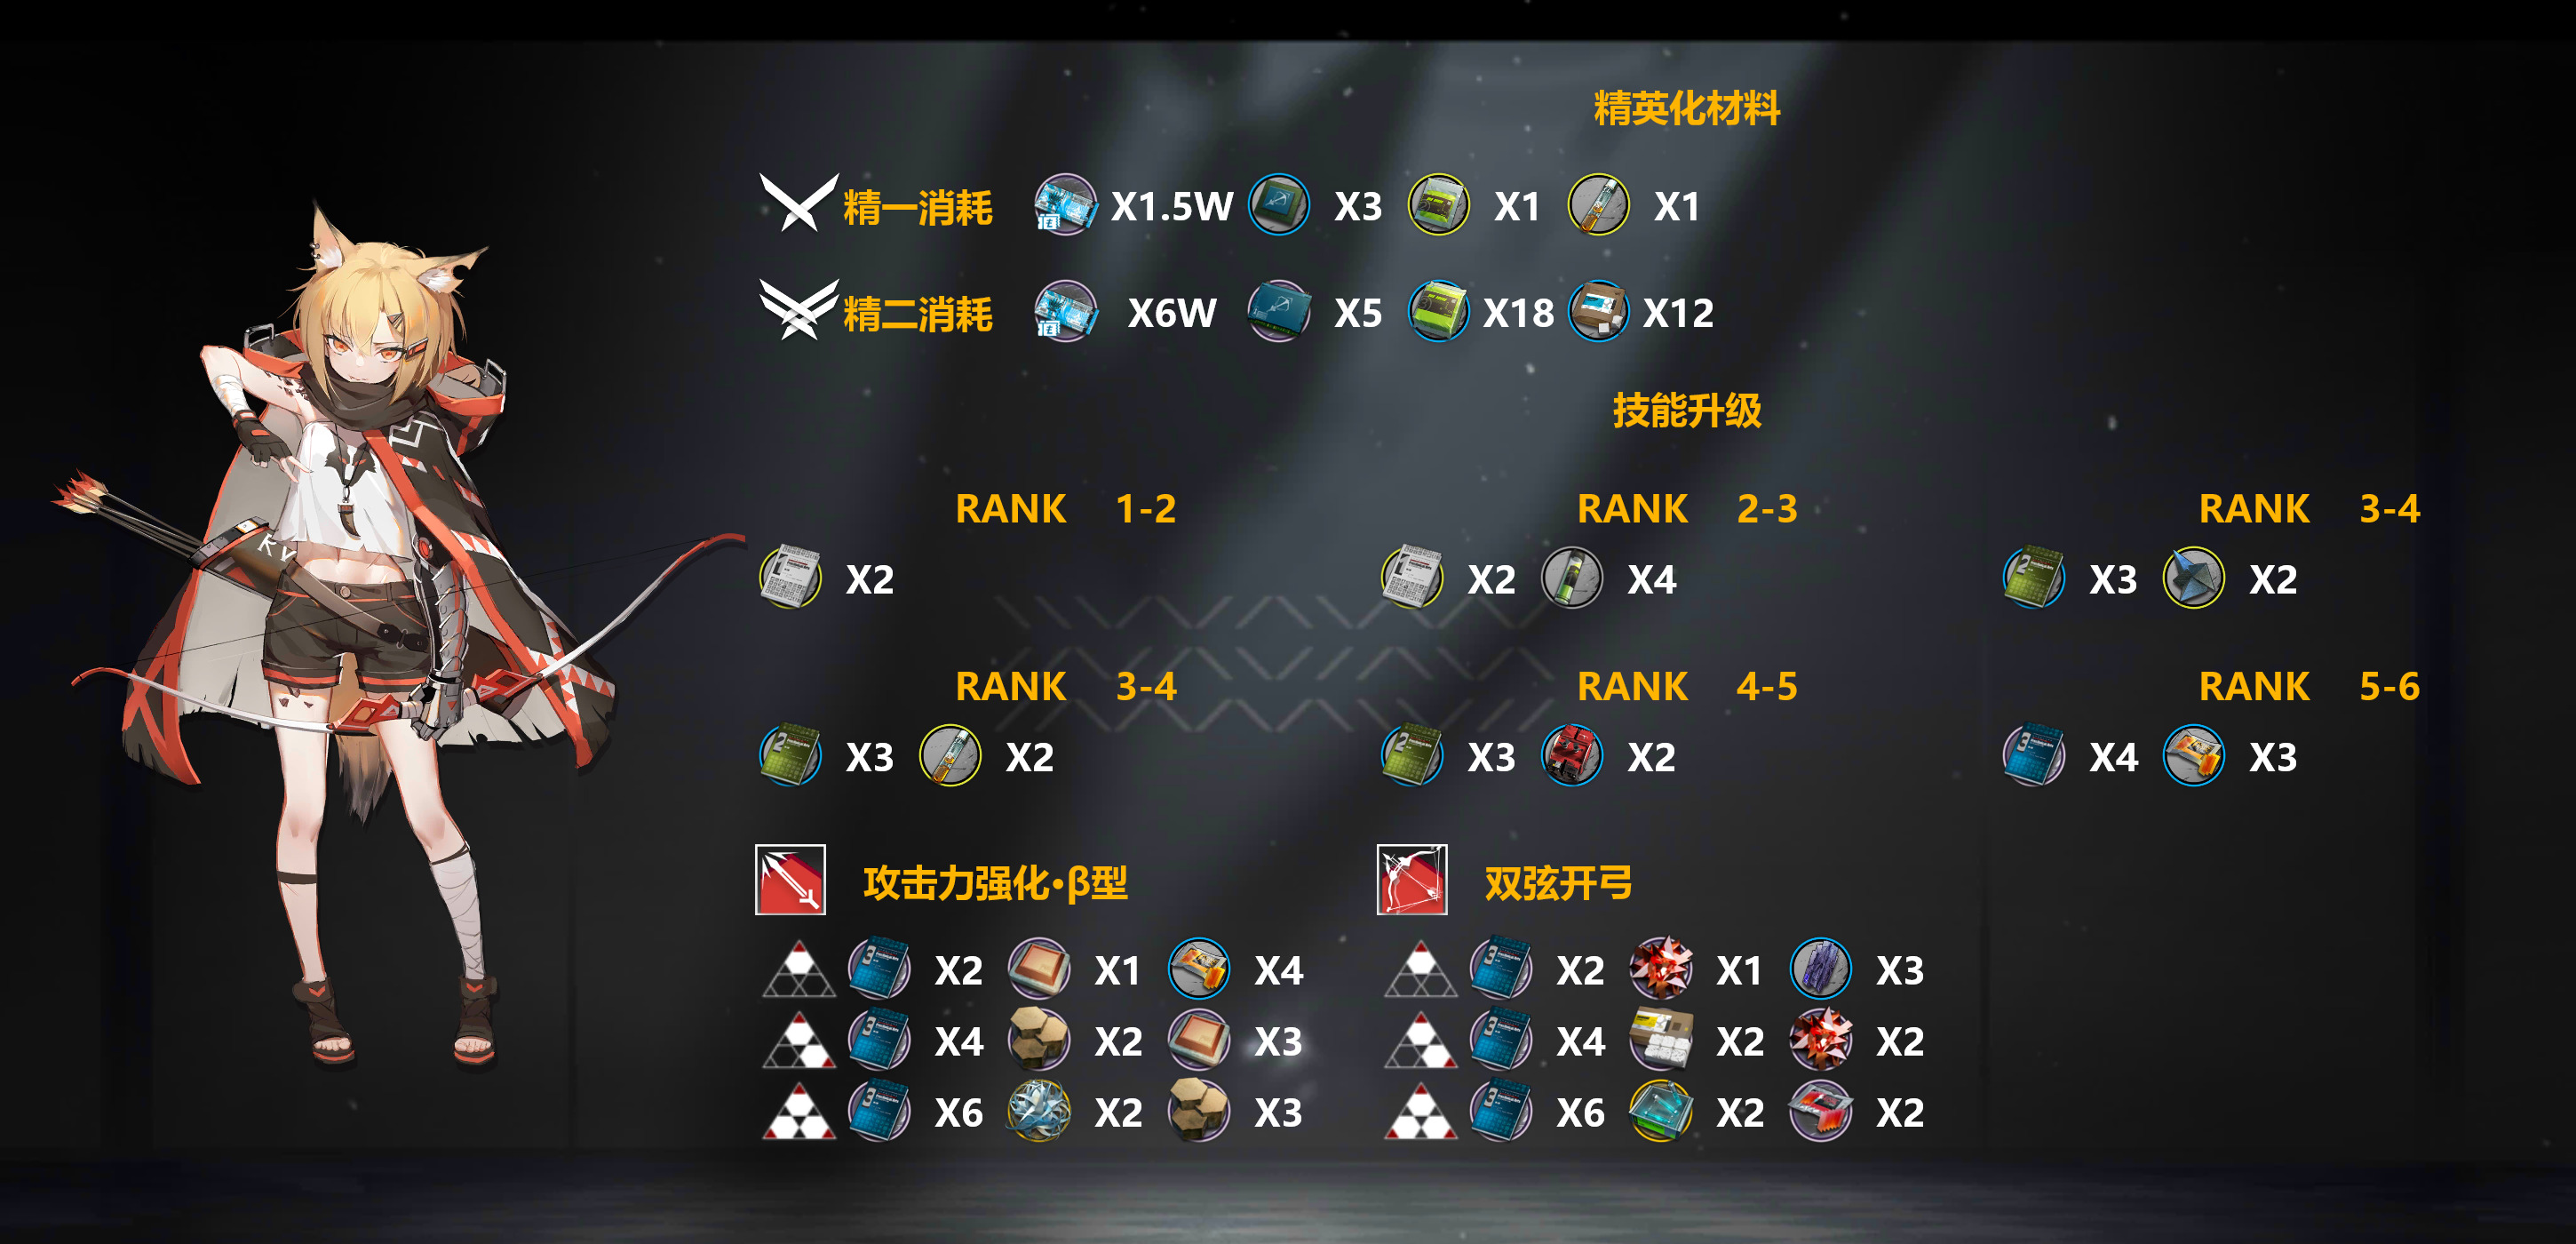 精英化材料
精一消耗 X1.5W X3 X1 X1
精二消耗 X6W X5 X18 X12
技能升级
RANK 1-2 RANK 2-3 RANK 3-4
X2 X2 X4 X3 X2
RANK 3-4 RANK 4-5 RANK 5-6
X3 X2 X3 X2 X4 X3
攻击力强化·β型 双弦开弓
X2 X1 X4 X2 X1 X3
X4 X2 X3 X4 X2 X2
X6 X2 X3 X6 X2 X2